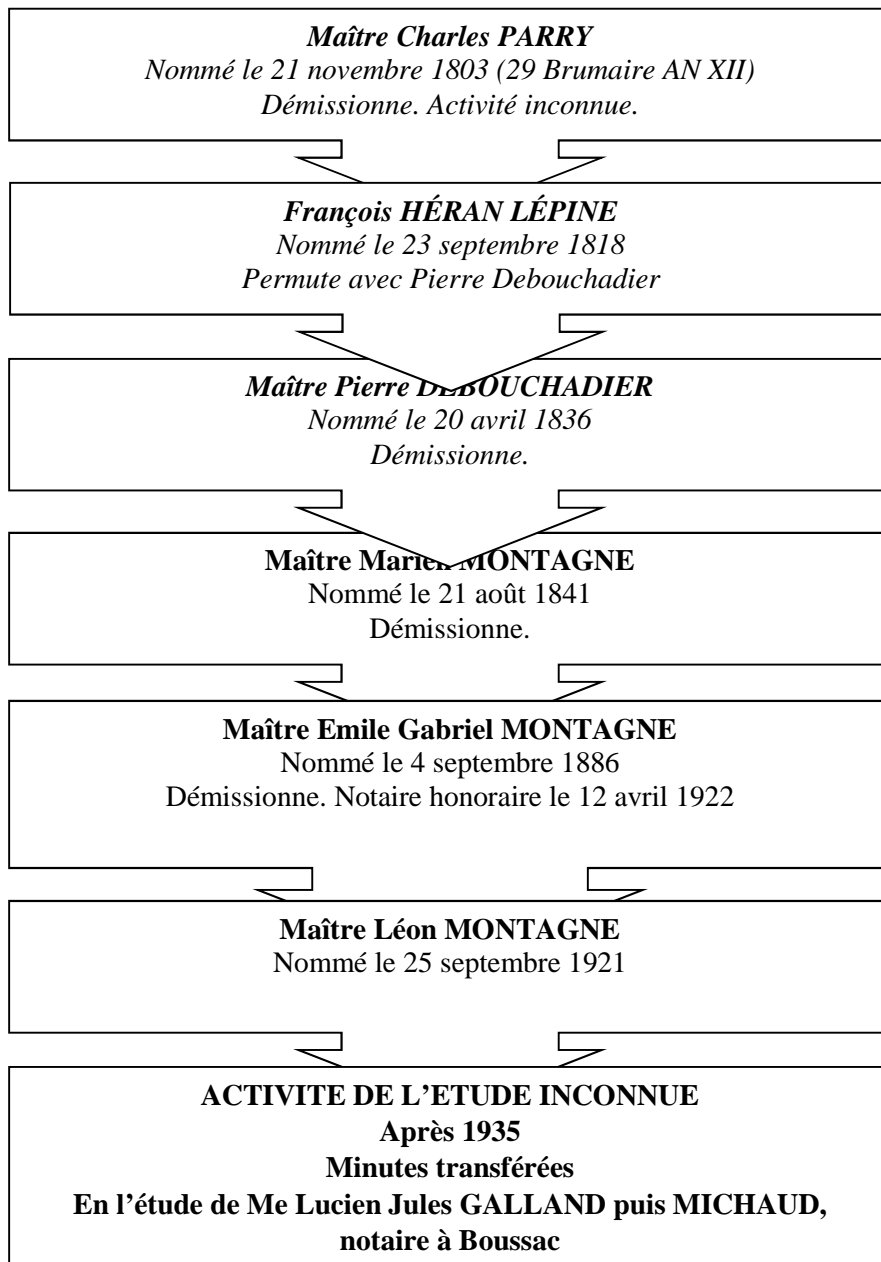 Maître Charles PARRY
Nommé le 21 novembre 1803 (29 Brumaire AN XII)
Démissionne. Activité inconnue.
François HÉRAN LÉPINE
Nommé le 23 septembre 1818
Permute avec Pierre Debouchadier
Maître Pierre DEBOUCHADIER
Nommé le 20 avril 1836
Démissionne.
Maître Marien MONTAGNE
Nommé le 21 août 1841
Démissionne.
Maître Emile Gabriel MONTAGNE
Nommé le 4 septembre 1886
Démissionne. Notaire honoraire le 12 avril 1922
Maître Léon MONTAGNE
Nommé le 25 septembre 1921
ACTIVITE DE L’ETUDE INCONNUE
Après 1935
Minutes transférées
En l’étude de Me Lucien Jules GALLAND puis MICHAUD,
notaire à Boussac